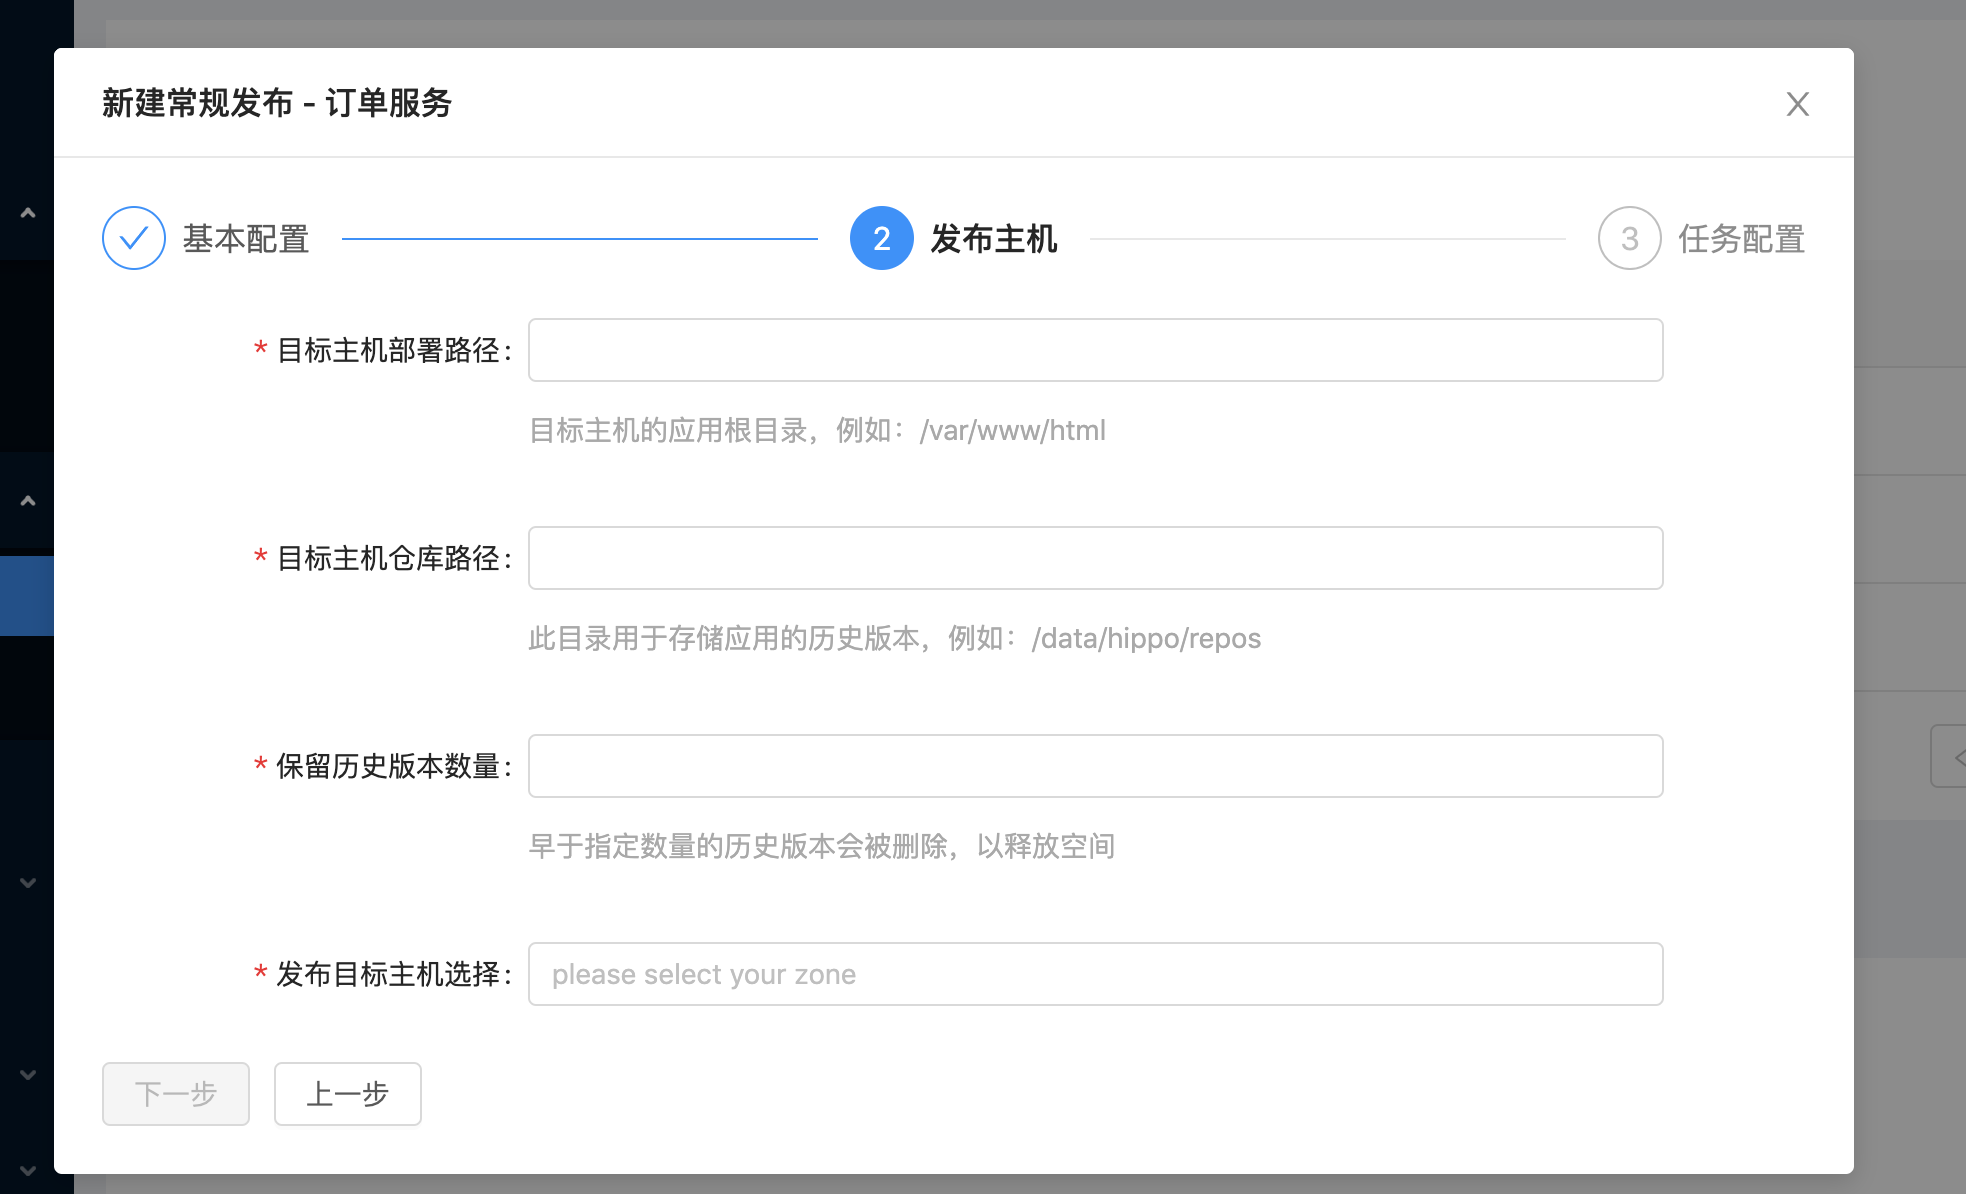 新建常规发布 - 订单服务
基本配置
2 发布主机
3 任务配置
* 目标主机部署路径:
目标主机的应用根目录，例如：/var/www/html
* 目标主机仓库路径:
此目录用于存储应用的历史版本，例如：/data/hippo/repos
* 保留历史版本数量:
早于指定数量的历史版本会被删除，以释放空间
* 发布目标主机选择: please select your zone
下一步 上一步